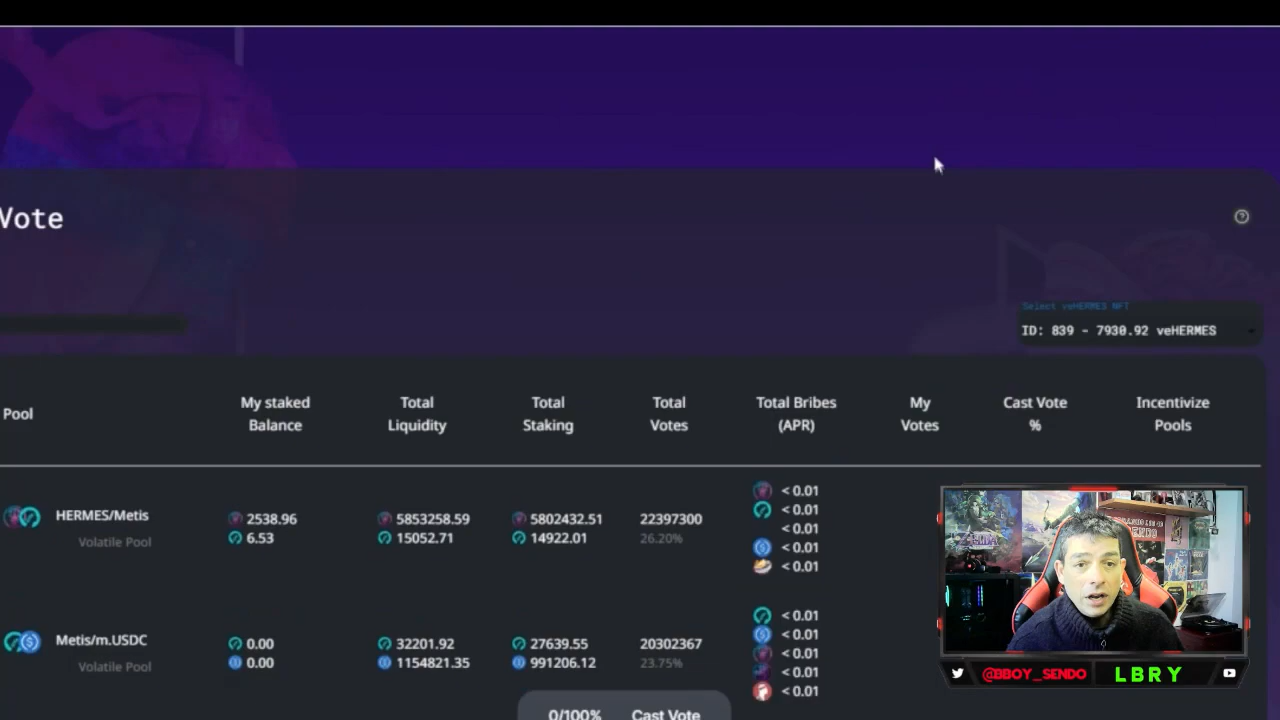 Vote
Select veHERMES NFT
ID: 839 - 7930.92 veHERMES
Pool
My staked Balance
Total Liquidity
Total Staking
Total Votes
Total Bribes (APR)
My Votes
Cast Vote %
Incentivize Pools
HERMES/Metis
Volatile Pool
2538.96
6.53
5853258.59
15052.71
5802432.51
14922.01
22397300
26.20%
< 0.01
< 0.01
< 0.01
< 0.01
< 0.01
Metis/m.USDC
Volatile Pool
0.00
0.00
32201.92
1154821.35
27639.55
991206.12
20302367
23.75%
< 0.01
< 0.01
< 0.01
< 0.01
< 0.01
0/100% Cast Vote
@BBOY_SENDO LBRY